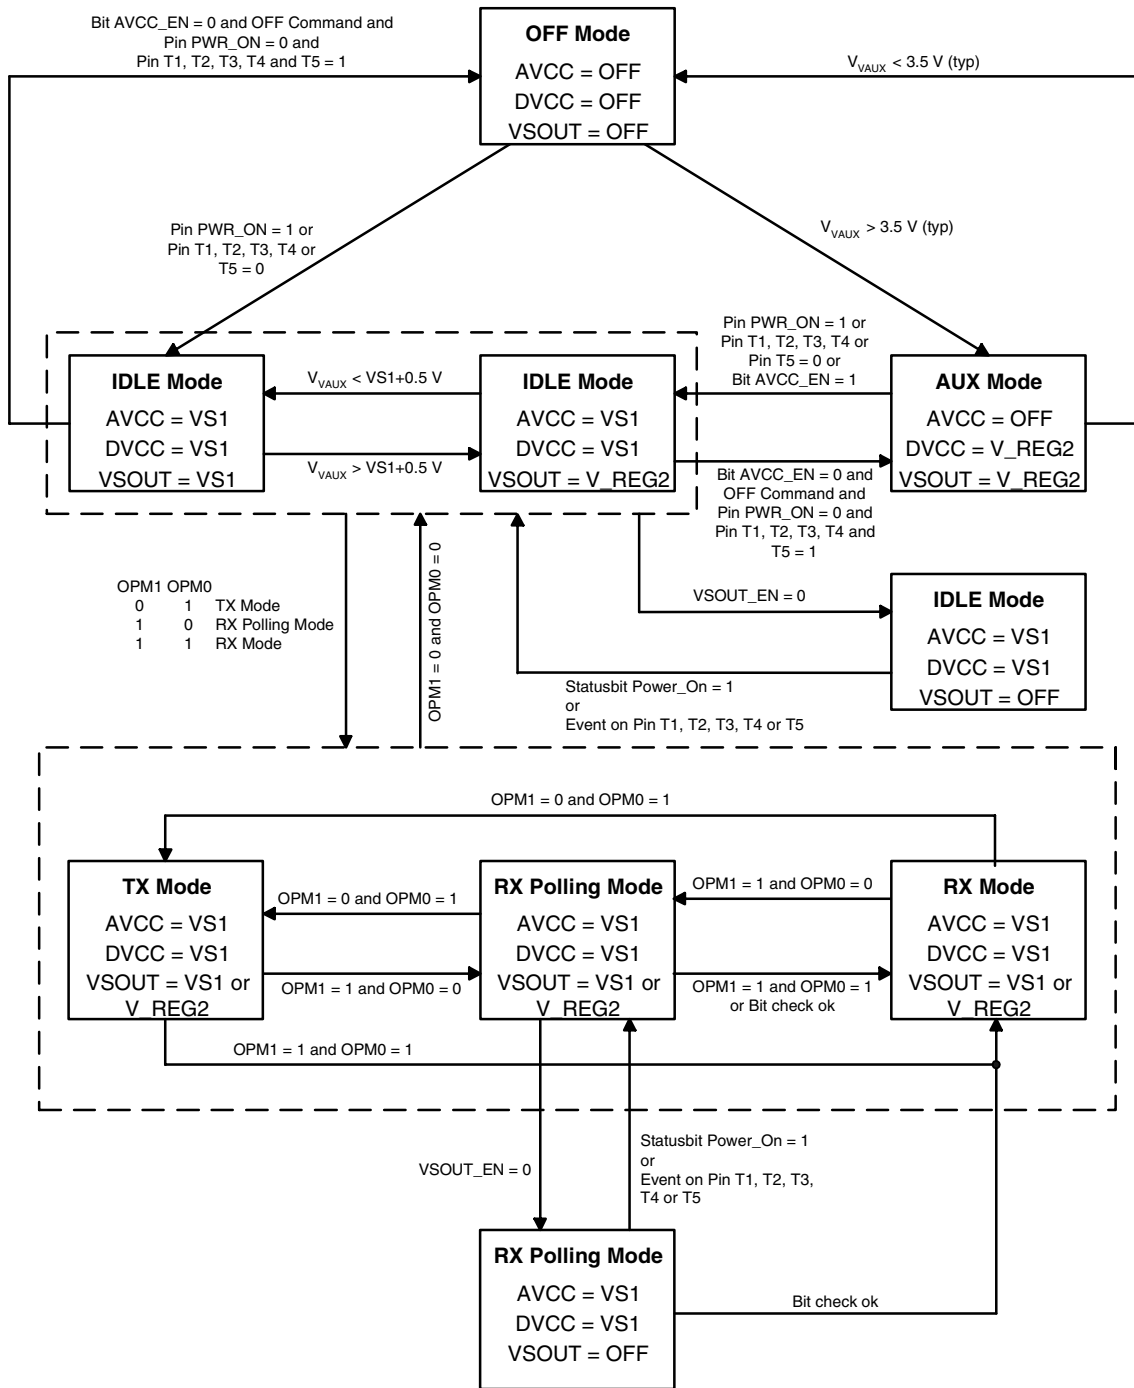 Bit AVCC_EN = 0 and OFF Command and
Pin PWR_ON = 0 and
Pin T1, T2, T3, T4 and T5 = 1
OFF Mode
AVCC = OFF
DVCC = OFF
VSOUT = OFF
VVAUX < 3.5 V (typ)
Pin PWR_ON = 1 or
Pin T1, T2, T3, T4 or
T5 = 0
VVAUX > 3.5 V (typ)
IDLE Mode
AVCC = VS1
DVCC = VS1
VSOUT = VS1
VVAUX < VS1+0.5 V
VVAUX > VS1+0.5 V
IDLE Mode
AVCC = VS1
DVCC = VS1
VSOUT = V_REG2
Pin PWR_ON = 1 or
Pin T1, T2, T3, T4 or
Pin T5 = 0 or
Bit AVCC_EN = 1
Bit AVCC_EN = 0 and
OFF Command and
Pin PWR_ON = 0 and
Pin T1, T2, T3, T4 and
T5 = 1
AUX Mode
AVCC = OFF
DVCC = V_REG2
VSOUT = V_REG2
OPM1 OPM0
0 1 TX Mode
1 0 RX Polling Mode
1 1 RX Mode
OPM1 = 0 and OPM0 = 0
VSOUT_EN = 0
Statusbit Power_On = 1
or
Event on Pin T1, T2, T3, T4 or T5
IDLE Mode
AVCC = VS1
DVCC = VS1
VSOUT = OFF
OPM1 = 0 and OPM0 = 1
TX Mode
AVCC = VS1
DVCC = VS1
VSOUT = VS1 or
V_REG2
OPM1 = 0 and OPM0 = 1
OPM1 = 1 and OPM0 = 0
RX Polling Mode
AVCC = VS1
DVCC = VS1
VSOUT = VS1 or
V_REG2
OPM1 = 1 and OPM0 = 0
OPM1 = 1 and OPM0 = 1
or Bit check ok
RX Mode
AVCC = VS1
DVCC = VS1
VSOUT = VS1 or
V_REG2
OPM1 = 1 and OPM0 = 1
VSOUT_EN = 0
Statusbit Power_On = 1
or
Event on Pin T1, T2, T3,
T4 or T5
RX Polling Mode
AVCC = VS1
DVCC = VS1
VSOUT = OFF
Bit check ok